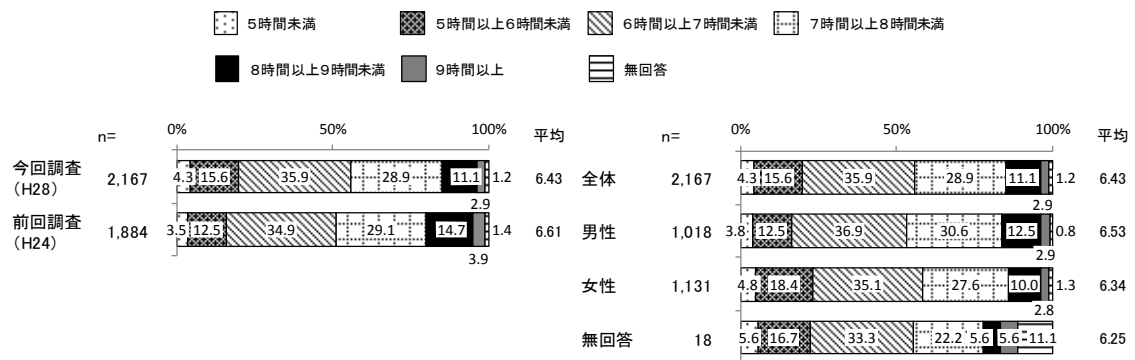 ５時間未満 ５時間以上６時間未満 ６時間以上７時間未満 ７時間以上８時間未満
８時間以上９時間未満 ９時間以上 無回答
n= 0% 50% 100% 平均
今回調査
（H28）
2,167 4.3 15.6 35.9 28.9 11.1 1.2 6.43
2.9
前回調査
（H24）
1,884 3.5 12.5 34.9 29.1 14.7 1.4 6.61
3.9
n= 0% 50% 100% 平均
全体 2,167 4.3 15.6 35.9 28.9 11.1 1.2 6.43
2.9
男性 1,018 3.8 12.5 36.9 30.6 12.5 0.8 6.53
2.9
女性 1,131 4.8 18.4 35.1 27.6 10.0 1.3 6.34
2.8
無回答 18 5.6 16.7 33.3 22.2 5.6 5.6 11.1 6.25